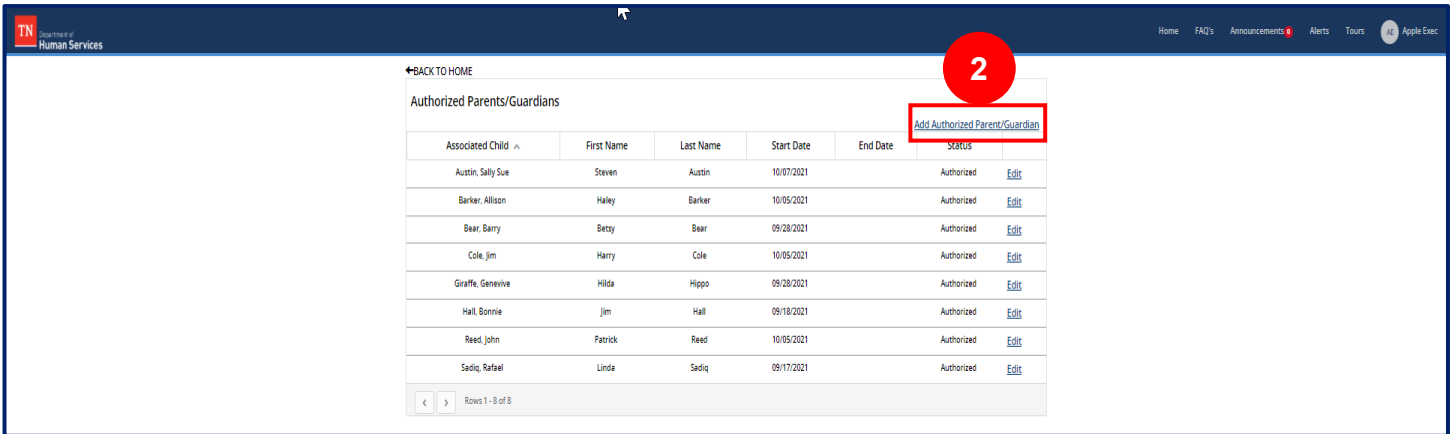 TN Department of Human Services
Home FAQ's Announcements Alerts Tours AE Apple Exec
BACK TO HOME
2
Authorized Parents/Guardians
Add Authorized Parent/Guardian
Associated Child First Name Last Name Start Date End Date Status
Austin, Sally Sue Steven Austin 10/07/2021 Authorized Edit
Barker, Allison Haley Barker 10/05/2021 Authorized Edit
Bear, Barry Betsy Bear 09/28/2021 Authorized Edit
Cole, Jim Harry Cole 10/05/2021 Authorized Edit
Giraffe, Genevive Hilda Hippo 09/28/2021 Authorized Edit
Hall, Bonnie Jim Hall 09/18/2021 Authorized Edit
Reed, John Patrick Reed 10/05/2021 Authorized Edit
Sadiq, Rafael Linda Sadiq 09/17/2021 Authorized Edit
Rows 1 - 8 of 8